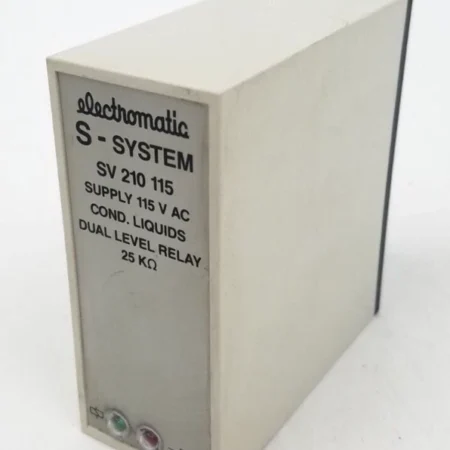 electromatic
S - SYSTEM
SV 210 115
SUPPLY 115 V AC
COND. LIQUIDS
DUAL LEVEL RELAY
25 KΩ